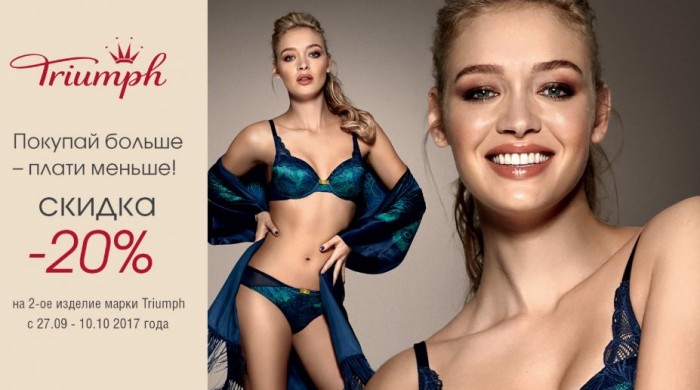 Triumph
Покупай больше
– плати меньше!
скидка
-20%
на 2-ое изделие марки Triumph
с 27.09 - 10.10 2017 года